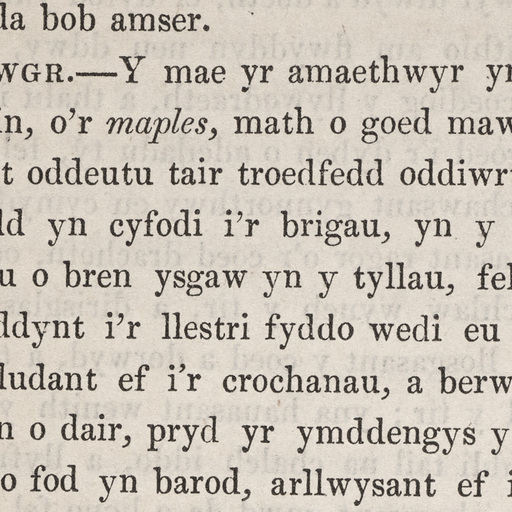 da bob amser.
WGR.—Y mae yr amaethwyr yn
n, o'r maples, math o goed maw
t oddeutu tair troedfedd oddiwr
ld yn cyfodi i'r brigau, yn y
u o bren ysgaw yn y tyllau, fel
ddynt i'r llestri fyddo wedi eu
ludant ef i'r crochanau, a berw
n o dair, pryd yr ymddengys y
o fod yn barod, arllwysant ef i